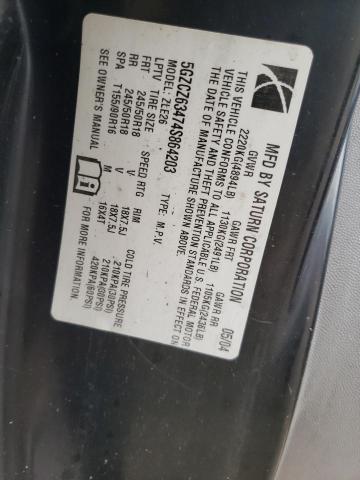 MFD BY SATURN CORPORATION 05/04
GVWR GAWR FRT GAWR RR
2220KG(4894LB) 1130KG(2491LB) 1105KG(2436LB)
THIS VEHICLE CONFORMS TO ALL APPLICABLE U.S. FEDERAL MOTOR
VEHICLE SAFETY AND THEFT PREVENTION STANDARDS IN EFFECT ON
THE DATE OF MANUFACTURE SHOWN ABOVE.
5GZCZ63474S864203 TYPE: M.P.V.
MODEL: ZLE26
LPTV TIRE SIZE SPEED RTG RIM COLD TIRE PRESSURE
FRT 245/50R18 V 18X7.5J 210KPA(30PSI)
RR 245/50R18 V 18X7.5J 210KPA(30PSI)
SPA T155/90R16 M 16X4T 420KPA(60PSI)
SEE OWNER'S MANUAL FOR MORE INFORMATION.